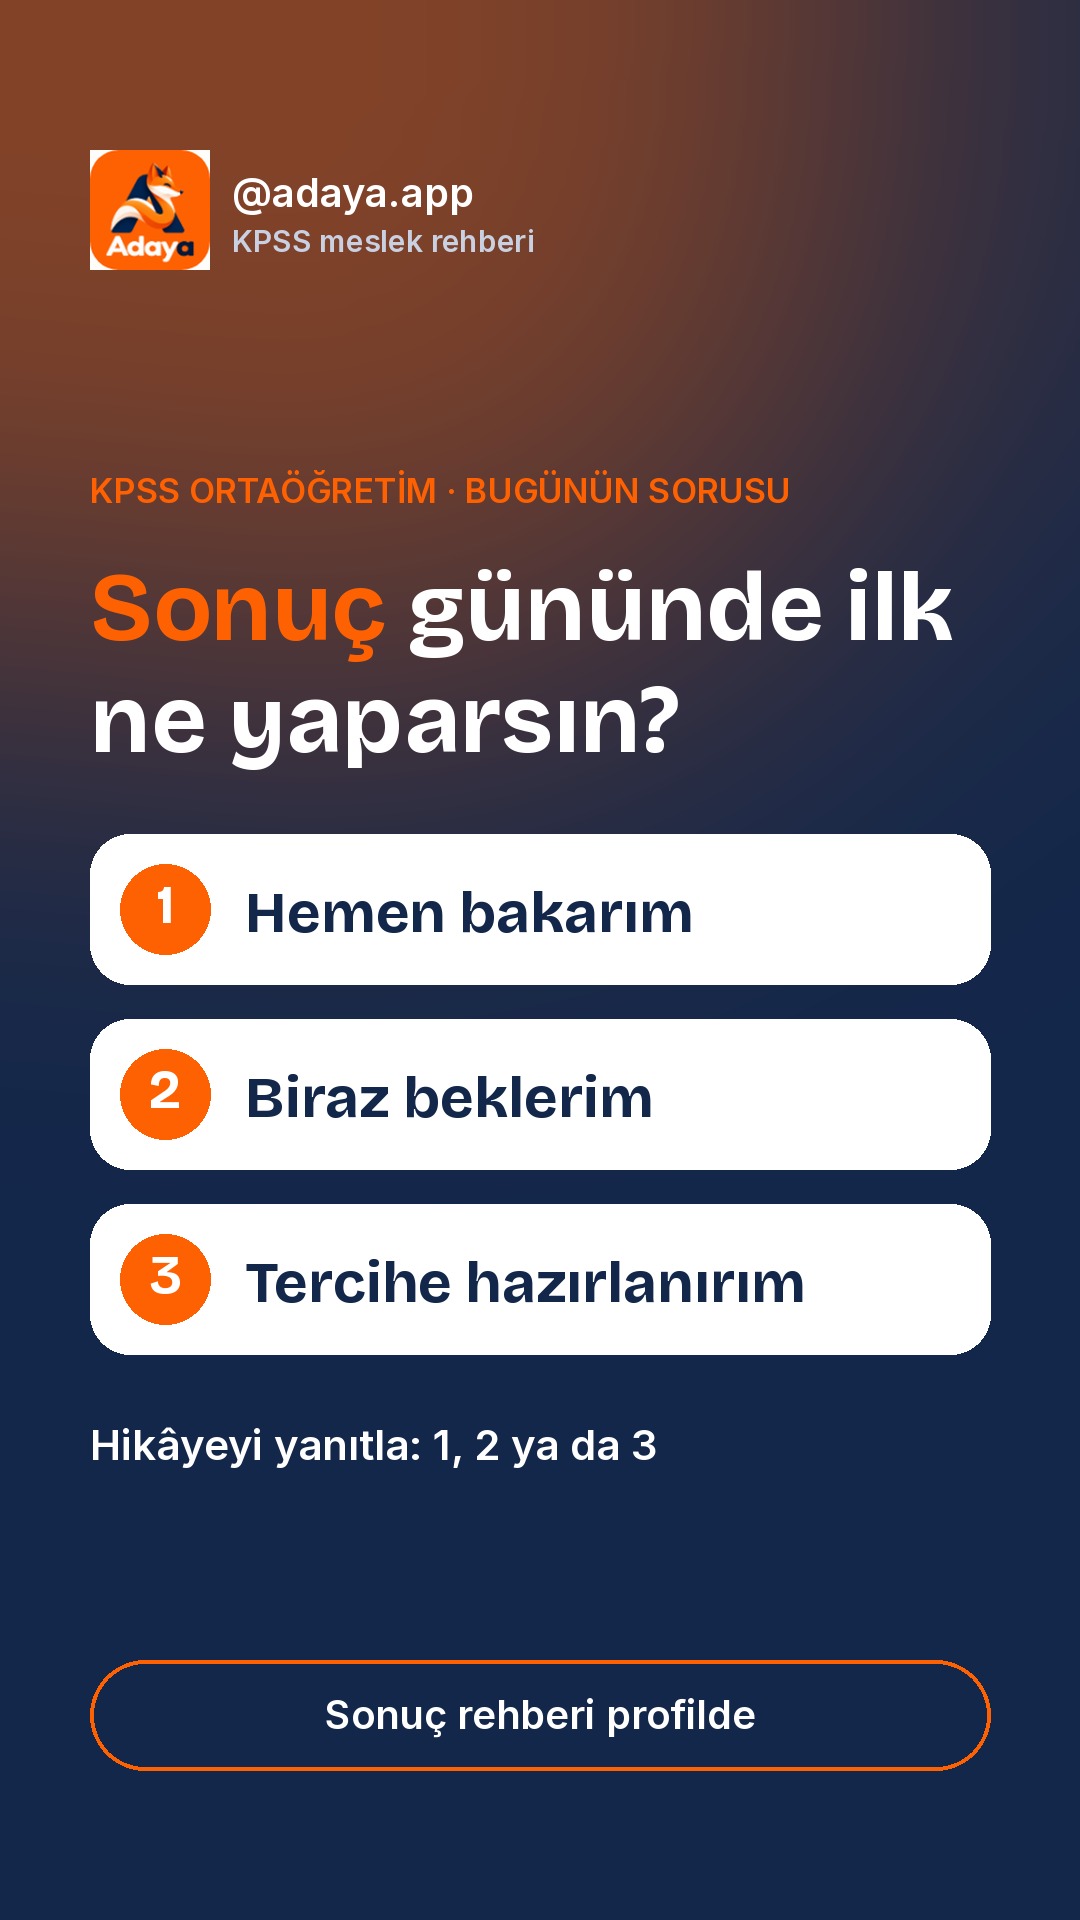 Adaya
@adaya.app
KPSS meslek rehberi
KPSS ORTAÖĞRETİM · BUGÜNÜN SORUSU
Sonuç gününde ilk
ne yaparsın?
1 Hemen bakarım
2 Biraz beklerim
3 Tercihe hazırlanırım
Hikâyeyi yanıtla: 1, 2 ya da 3
Sonuç rehberi profilde